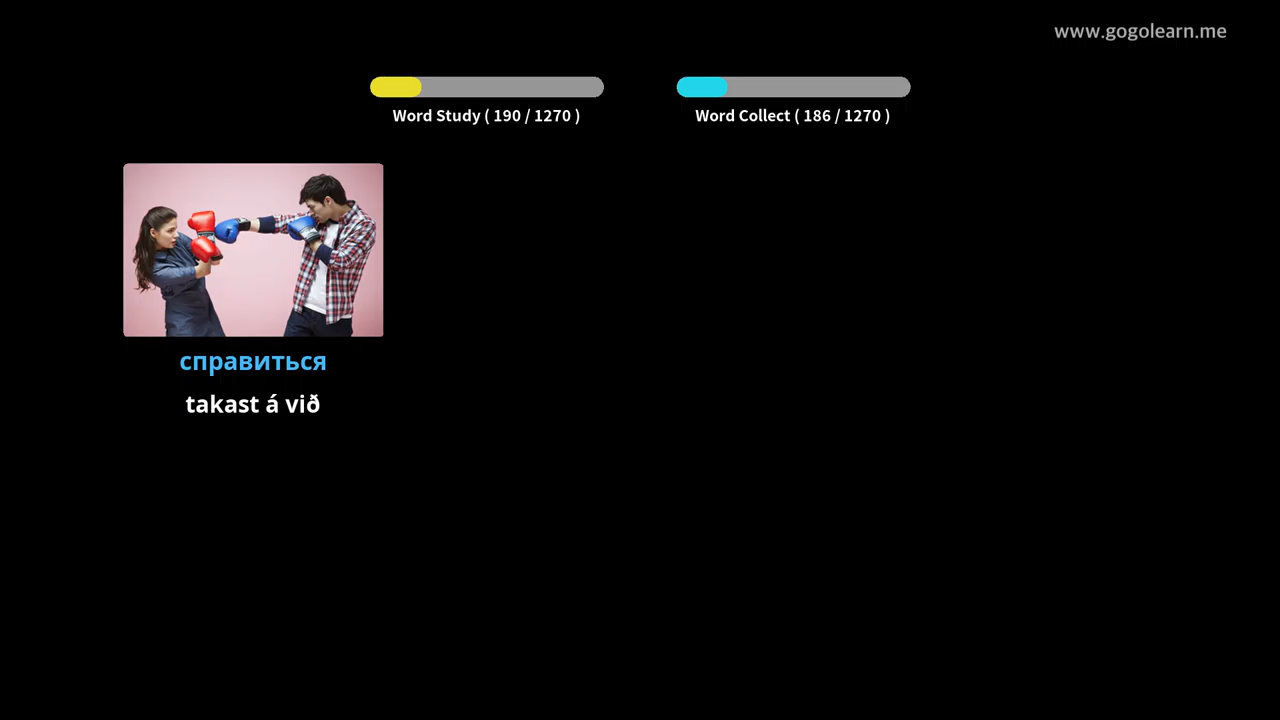 www.gogolearn.me
Word Study ( 190 / 1270 )
Word Collect ( 186 / 1270 )
справиться
takast á við